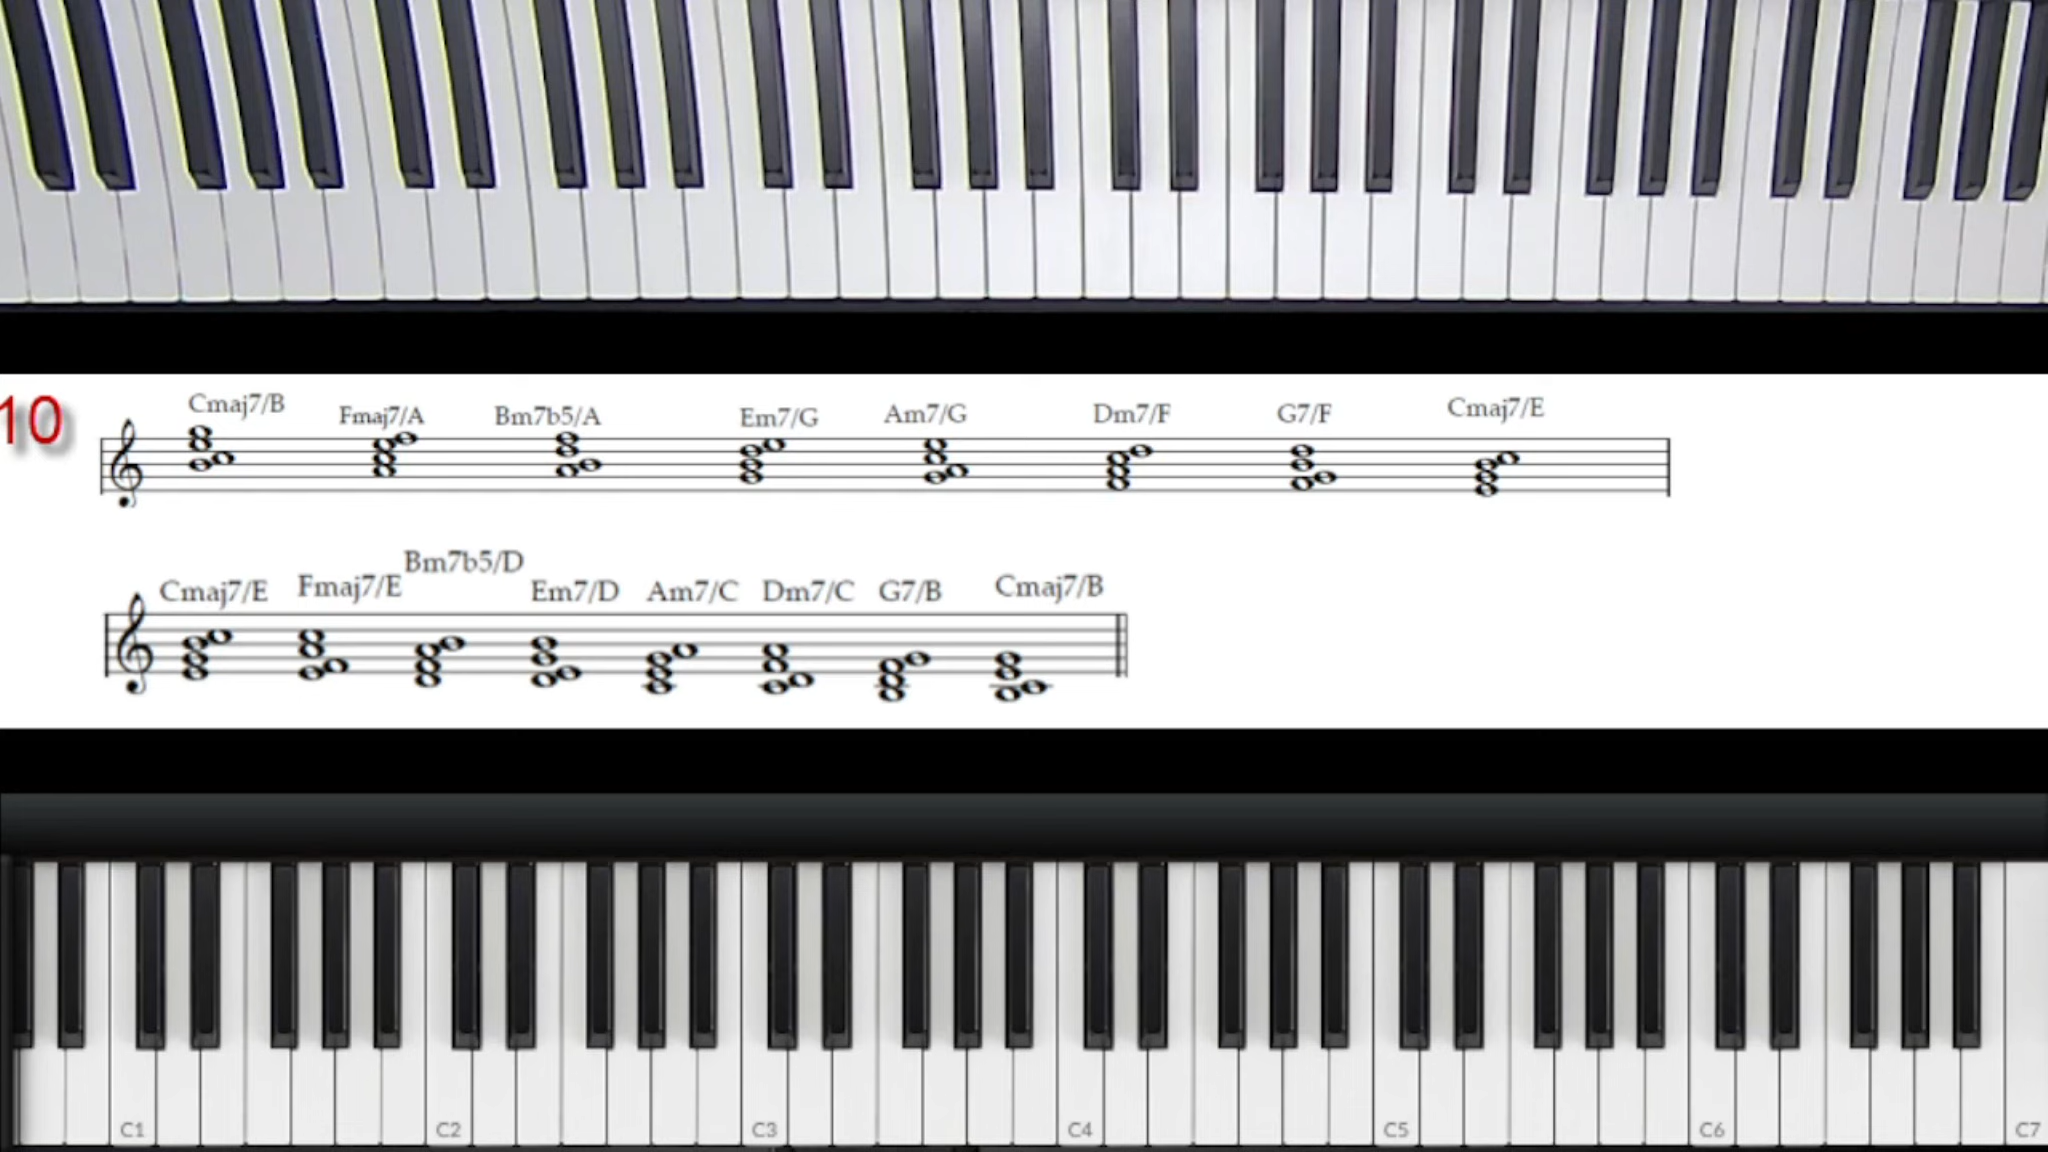 10
Cmaj7/B Fmaj7/A Bm7b5/A Em7/G Am7/G Dm7/F G7/F Cmaj7/E
Cmaj7/E Fmaj7/E Bm7b5/D Em7/D Am7/C Dm7/C G7/B Cmaj7/B
C1 C2 C3 C4 C5 C6 C7